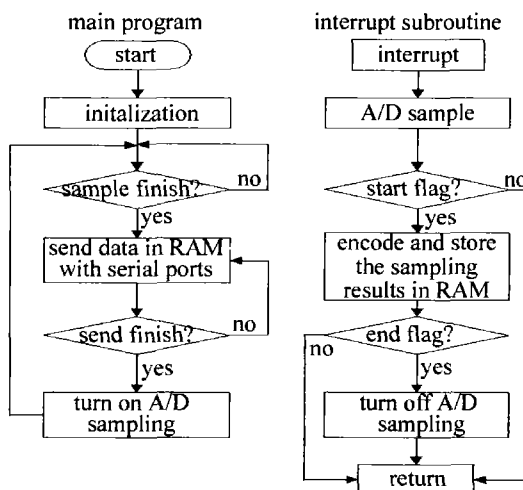 main program
start
initalization
sample finish?
no
yes
send data in RAM
with serial ports
send finish?
no
yes
turn on A/D
sampling
interrupt subroutine
interrupt
A/D sample
start flag?
no
yes
encode and store
the sampling
results in RAM
end flag?
no
yes
turn off A/D
sampling
return